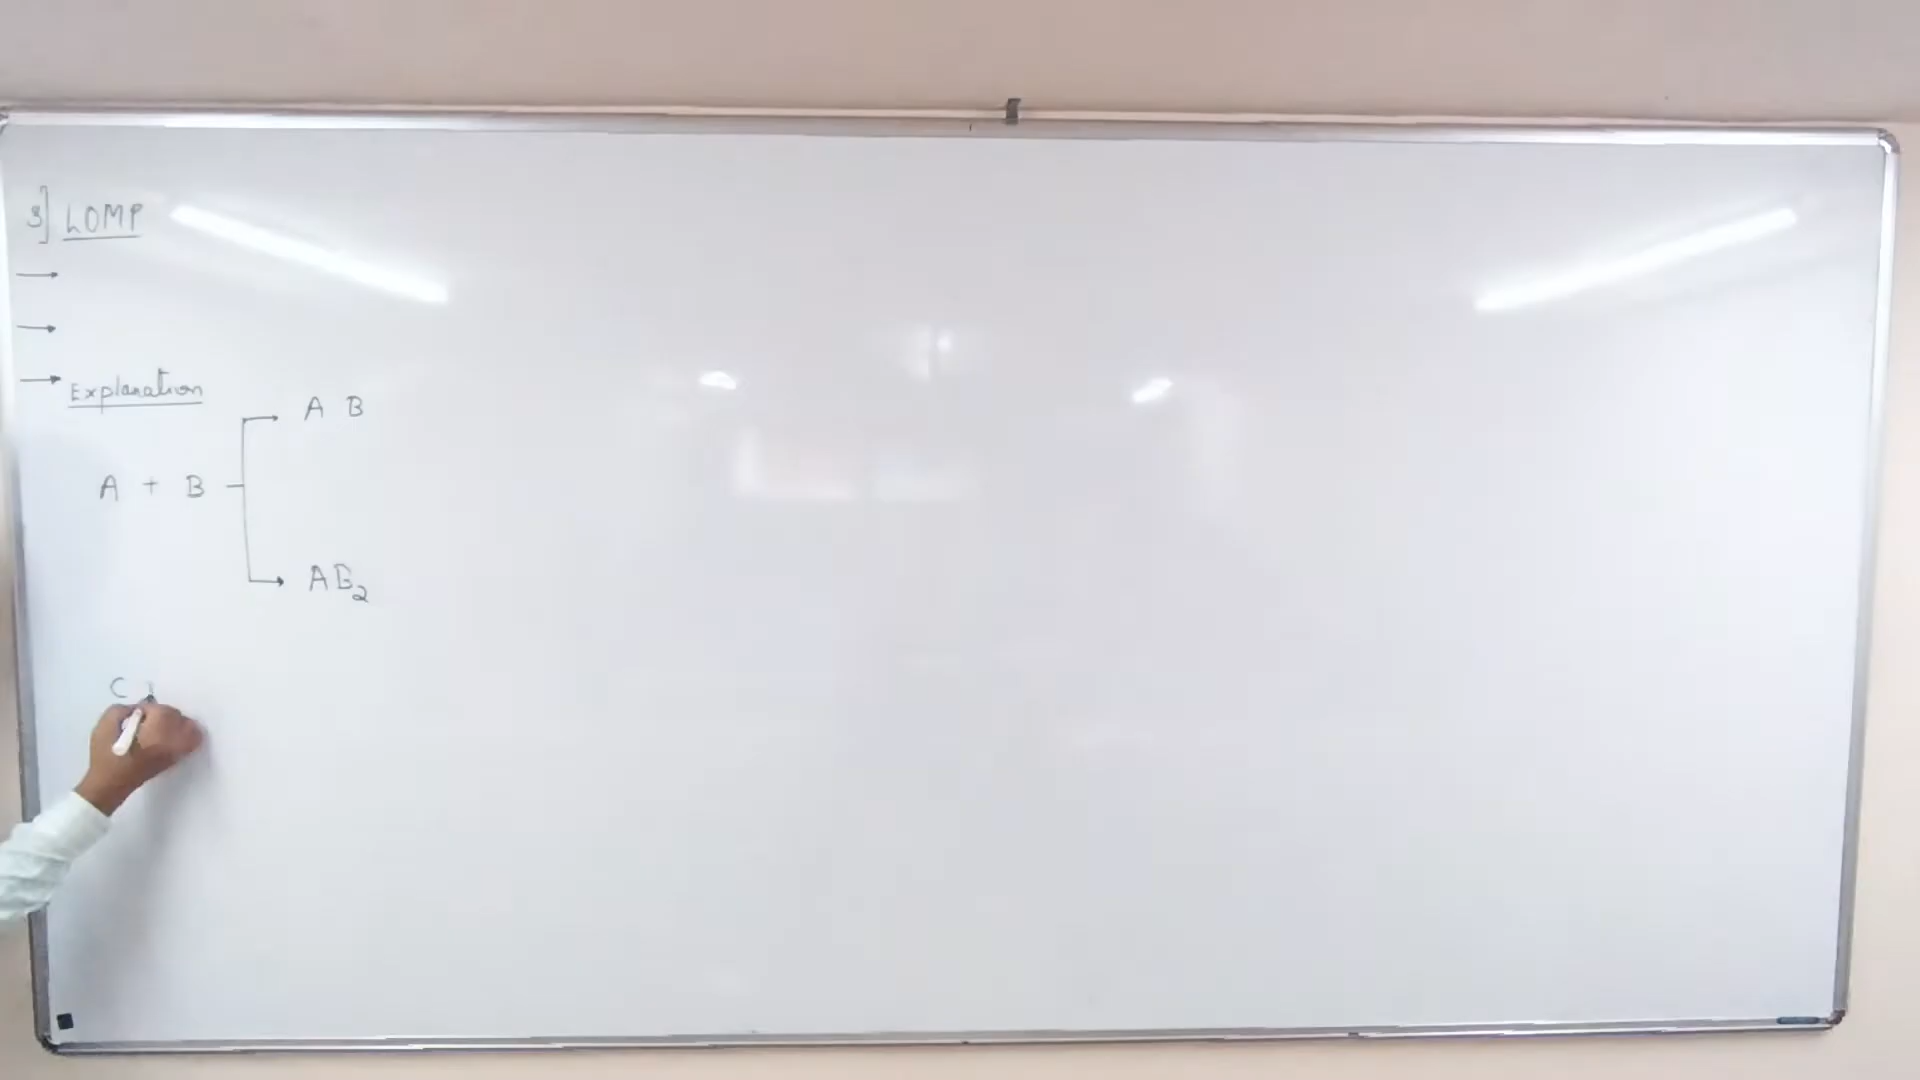 3] LOMP
→
→
→ Explanation
→ A B
A + B
→ AB₂
C